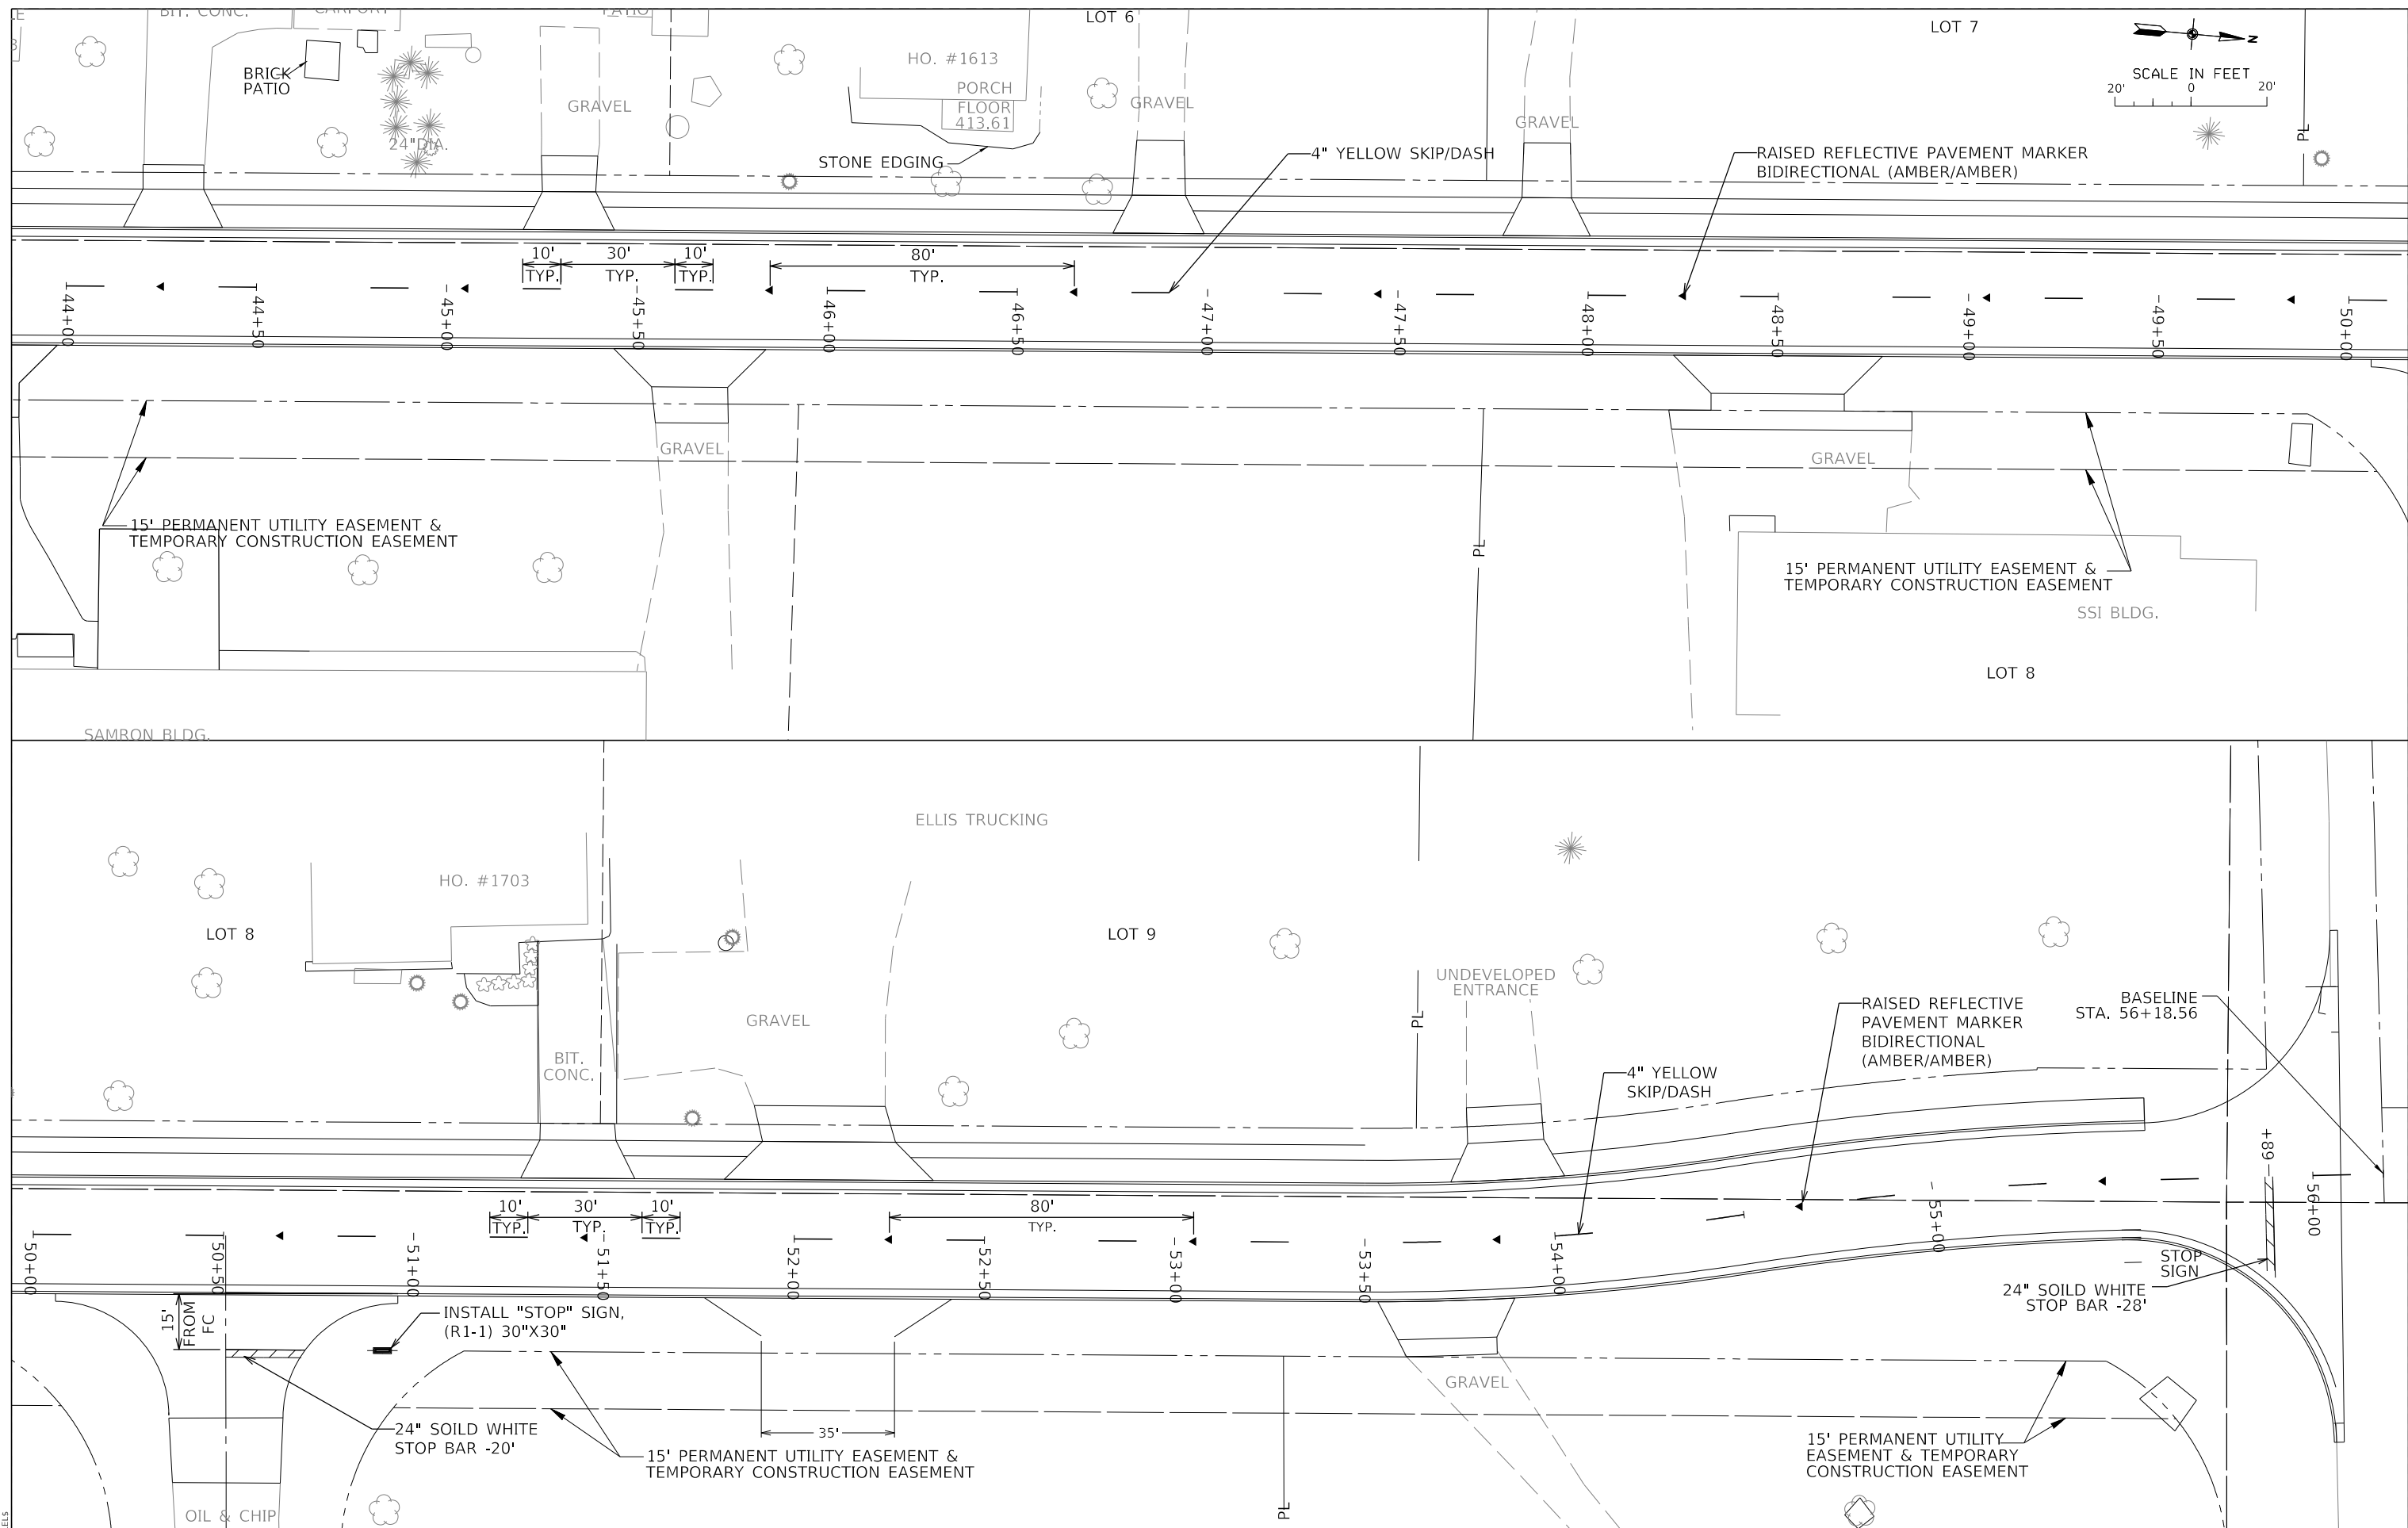 BIT. CONC.
CARPORT
PATIO
LOT 6
LOT 7
BRICK
PATIO
24"DIA.
GRAVEL
HO. #1613
PORCH
FLOOR
413.61
GRAVEL
GRAVEL
STONE EDGING
4" YELLOW SKIP/DASH
RAISED REFLECTIVE PAVEMENT MARKER
BIDIRECTIONAL (AMBER/AMBER)
N
SCALE IN FEET
20' 0 20'
PL
10'
TYP.
30'
TYP.
10'
TYP.
80'
TYP.
44+00
44+50
45+00
45+50
46+00
46+50
47+00
47+50
48+00
48+50
49+00
49+50
50+00
GRAVEL
GRAVEL
15' PERMANENT UTILITY EASEMENT &
TEMPORARY CONSTRUCTION EASEMENT
PL
15' PERMANENT UTILITY EASEMENT &
TEMPORARY CONSTRUCTION EASEMENT
SSI BLDG.
LOT 8
SAMRON BLDG.
ELLIS TRUCKING
HO. #1703
LOT 8
LOT 9
UNDEVELOPED
ENTRANCE
GRAVEL
PL
BIT.
CONC.
RAISED REFLECTIVE
PAVEMENT MARKER
BIDIRECTIONAL
(AMBER/AMBER)
BASELINE
STA. 56+18.56
4" YELLOW
SKIP/DASH
+89
10'
TYP.
30'
TYP.
10'
TYP.
80'
TYP.
50+00
50+50
51+00
51+50
52+00
52+50
53+00
53+50
54+00
55+00
56+00
STOP
SIGN
24" SOILD WHITE
STOP BAR -28'
15'
FROM
FC
INSTALL "STOP" SIGN,
(R1-1) 30"X30"
GRAVEL
24" SOILD WHITE
STOP BAR -20'
35'
15' PERMANENT UTILITY EASEMENT &
TEMPORARY CONSTRUCTION EASEMENT
15' PERMANENT UTILITY
EASEMENT & TEMPORARY
CONSTRUCTION EASEMENT
PL
OIL & CHIP